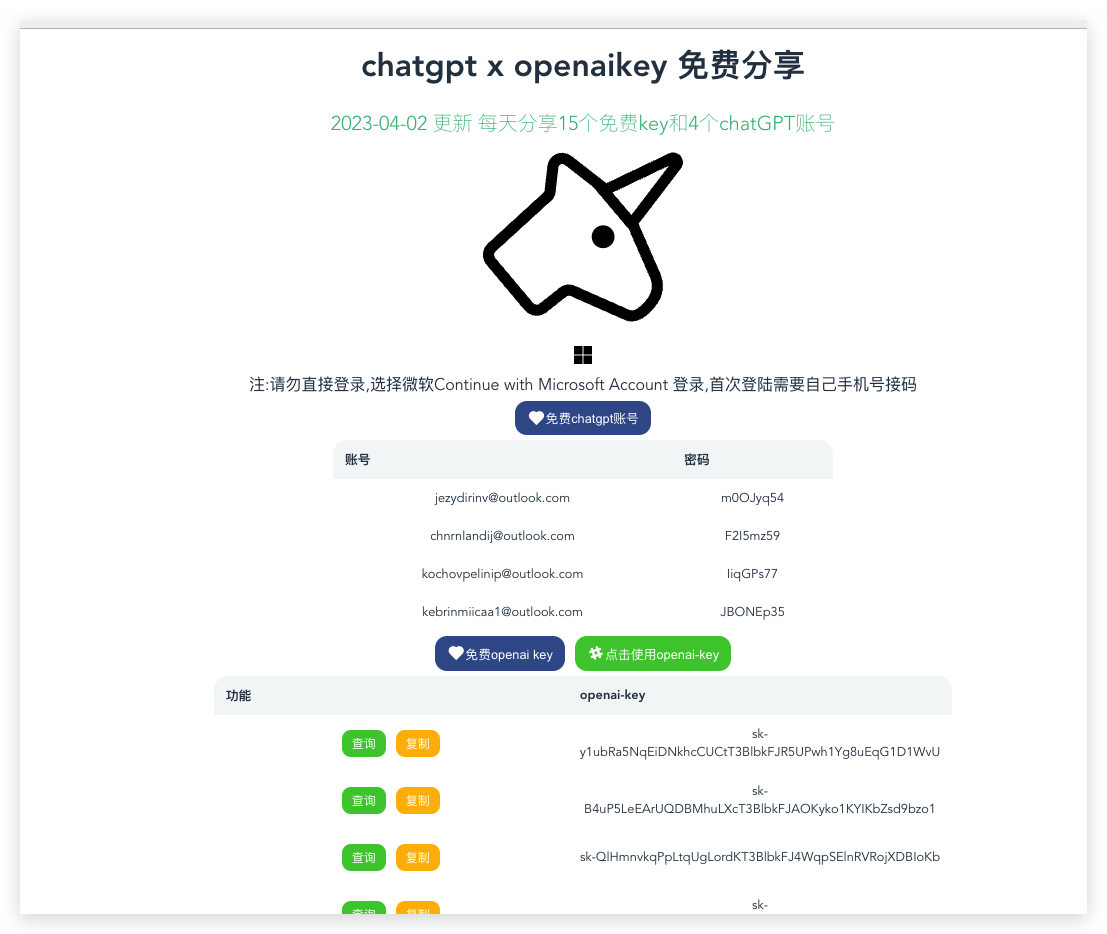 chatgpt x openaikey 免费分享
2023-04-02 更新 每天分享15个免费key和4个chatGPT账号
注:请勿直接登录,选择微软Continue with Microsoft Account 登录,首次登陆需要自己手机号接码
免费chatgpt账号
账号 密码
jezydirinv@outlook.com m0OJyq54
chnrnlandij@outlook.com F2I5mz59
kochovpelinip@outlook.com IiqGPs77
kebrinmiicaa1@outlook.com JBONEp35
免费openai key 点击使用openai-key
功能 openai-key
sk-
查询 复制 y1ubRa5NqEiDNkhcCUCtT3BlbkFJR5UPwh1Yg8uEqG1D1WvU
sk-
查询 复制 B4uP5LeEArUQDBMhuLXcT3BlbkFJAOKyko1KYIKbZsd9bzo1
查询 复制 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
sk-
查询 复制